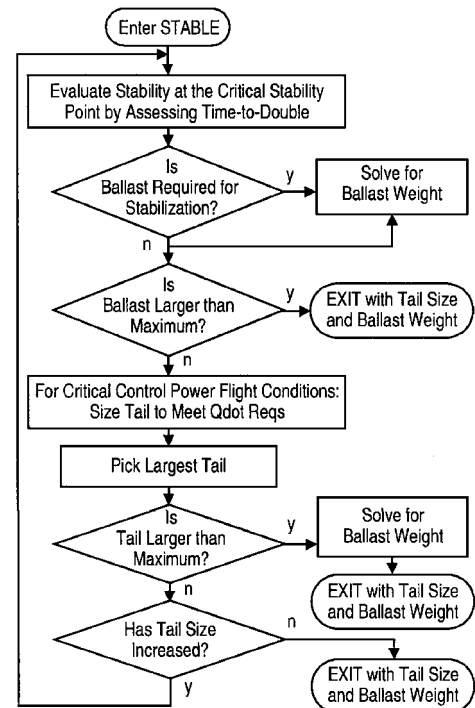 Enter STABLE
Evaluate Stability at the Critical Stability
Point by Assessing Time-to-Double
Is
Ballast Required for
Stabilization?
y
Solve for
Ballast Weight
n
Is
Ballast Larger than
Maximum?
y
EXIT with Tail Size
and Ballast Weight
n
For Critical Control Power Flight Conditions:
Size Tail to Meet Qdot Reqs
Pick Largest Tail
Is
Tail Larger than
Maximum?
y
Solve for
Ballast Weight
EXIT with Tail Size
and Ballast Weight
n
Has Tail Size
Increased?
n
EXIT with Tail Size
and Ballast Weight
y